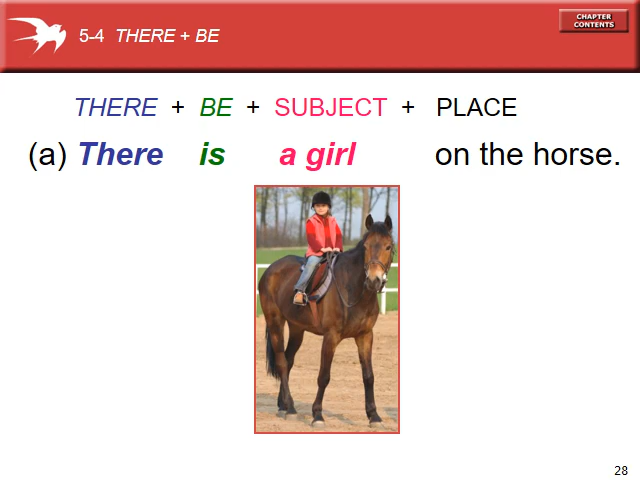 5-4 THERE + BE
CHAPTER
CONTENTS
THERE + BE + SUBJECT + PLACE
(a) There is a girl on the horse.
28